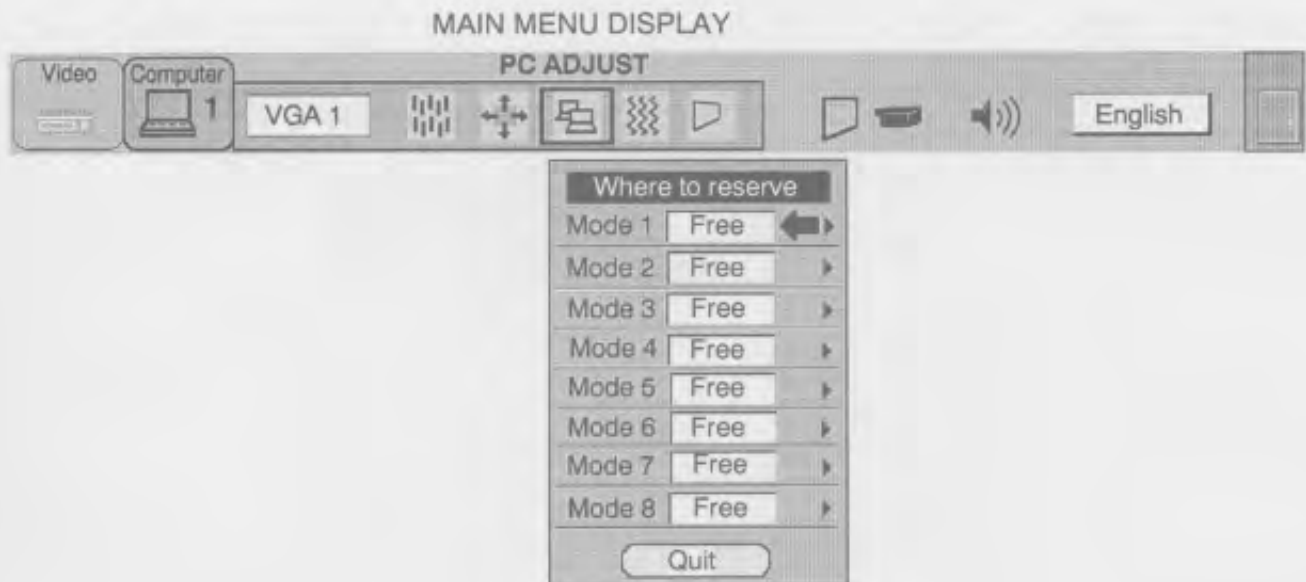 MAIN MENU DISPLAY
PC ADJUST
Video
Computer
1
VGA 1
English
Where to reserve
Mode 1 Free
Mode 2 Free
Mode 3 Free
Mode 4 Free
Mode 5 Free
Mode 6 Free
Mode 7 Free
Mode 8 Free
Quit